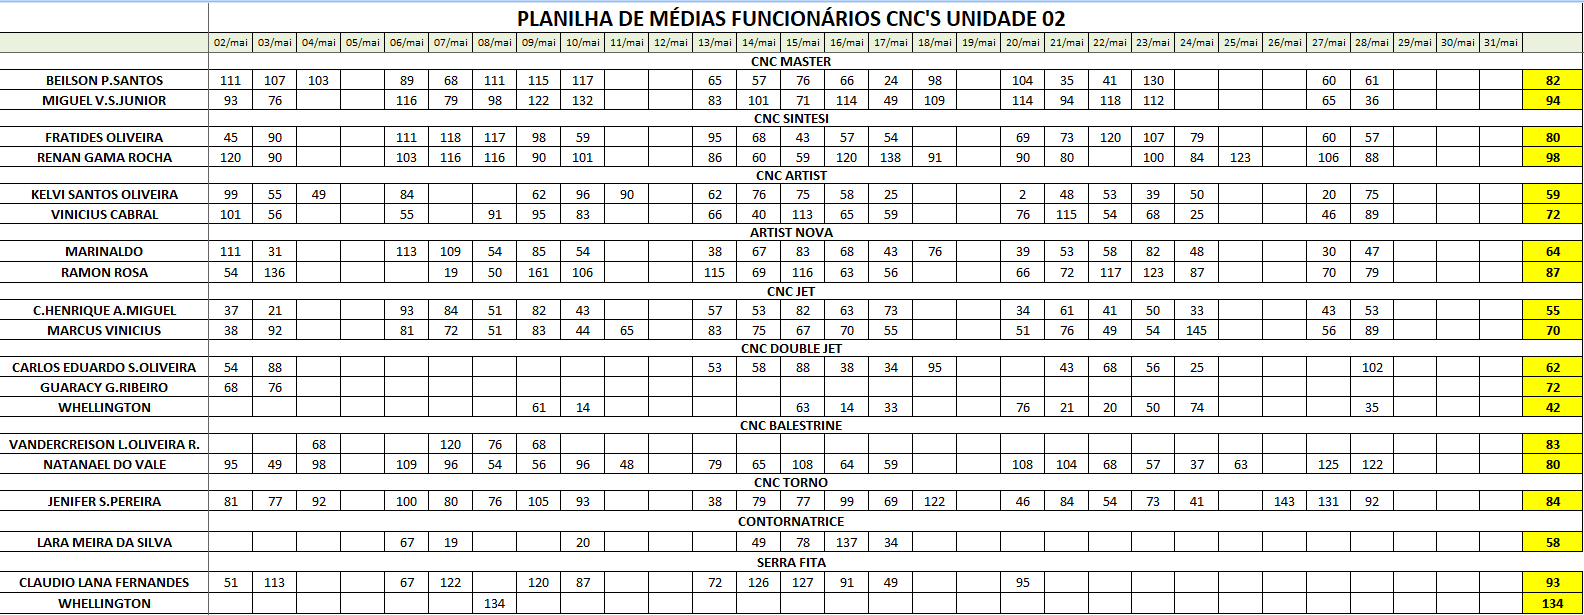 PLANILHA DE MÉDIAS FUNCIONÁRIOS CNC'S UNIDADE 02
02/mai 03/mai 04/mai 05/mai 06/mai 07/mai 08/mai 09/mai 10/mai 11/mai 12/mai 13/mai 14/mai 15/mai 16/mai 17/mai 18/mai 19/mai 20/mai 21/mai 22/mai 23/mai 24/mai 25/mai 26/mai 27/mai 28/mai 29/mai 30/mai 31/mai
CNC MASTER
BEILSON P.SANTOS 111 107 103 89 68 111 115 117 65 57 76 66 24 98 104 35 41 130 60 61 82
MIGUEL V.S.JUNIOR 93 76 116 79 98 122 132 83 101 71 114 49 109 114 94 118 112 65 36 94
CNC SINTESI
FRATIDES OLIVEIRA 45 90 111 118 117 98 59 95 68 43 57 54 69 73 120 107 79 60 57 80
RENAN GAMA ROCHA 120 90 103 116 116 90 101 86 60 59 120 138 91 90 80 100 84 123 106 88 98
CNC ARTIST
KELVI SANTOS OLIVEIRA 99 55 49 84 62 96 90 62 76 75 58 25 2 48 53 39 50 20 75 59
VINICIUS CABRAL 101 56 55 91 95 83 66 40 113 65 59 76 115 54 68 25 46 89 72
ARTIST NOVA
MARINALDO 111 31 113 109 54 85 54 38 67 83 68 43 76 39 53 58 82 48 30 47 64
RAMON ROSA 54 136 19 50 161 106 115 69 116 63 56 66 72 117 123 87 70 79 87
CNC JET
C.HENRIQUE A.MIGUEL 37 21 93 84 51 82 43 57 53 82 63 73 34 61 41 50 33 43 53 55
MARCUS VINICIUS 38 92 81 72 51 83 44 65 83 75 67 70 55 51 76 49 54 145 56 89 70
CNC DOUBLE JET
CARLOS EDUARDO S.OLIVEIRA 54 88 53 58 88 38 34 95 43 68 56 25 102 62
GUARACY G.RIBEIRO 68 76 72
WHELLINGTON 61 14 63 14 33 76 21 20 50 74 35 42
CNC BALESTRINE
VANDERCREISON L.OLIVEIRA R. 68 120 76 68 83
NATANAEL DO VALE 95 49 98 109 96 54 56 96 48 79 65 108 64 59 108 104 68 57 37 63 125 122 80
CNC TORNO
JENIFER S.PEREIRA 81 77 92 100 80 76 105 93 38 79 77 99 69 122 46 84 54 73 41 143 131 92 84
CONTORNATRICE
LARA MEIRA DA SILVA 67 19 20 49 78 137 34 58
SERRA FITA
CLAUDIO LANA FERNANDES 51 113 67 122 120 87 72 126 127 91 49 95 93
WHELLINGTON 134 134